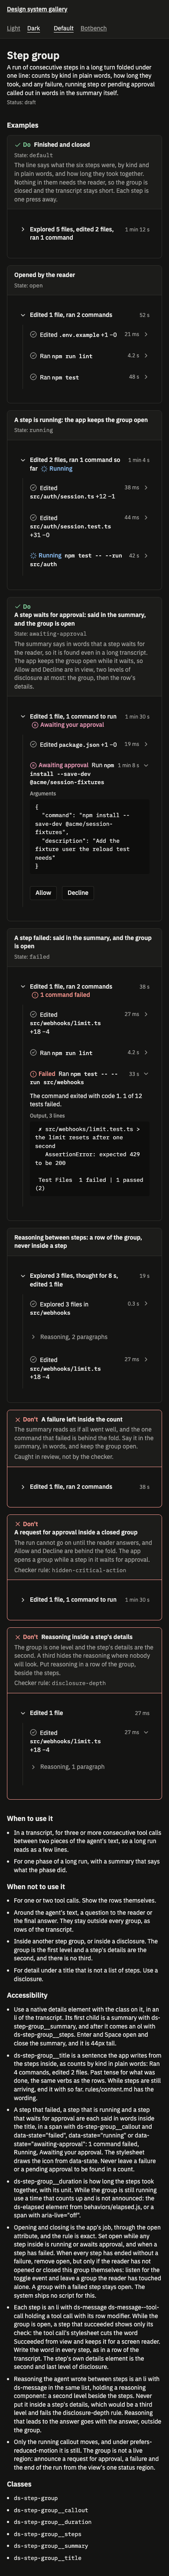 Design system gallery
Light Dark Default Botbench
Step group
A run of consecutive steps in a long turn folded under
one line: counts by kind in plain words, how long they
took, and any failure, running step or pending approval
called out in words in the summary itself.
Status: draft
Examples
Do Finished and closed
State: default
The line says what the six steps were, by kind and
in plain words, and how long they took together.
Nothing in them needs the reader, so the group is
closed and the transcript stays short. Each step is
one press away.
Explored 5 files, edited 2 files, 1 min 12 s
ran 1 command
Opened by the reader
State: open
Edited 1 file, ran 2 commands 52 s
Edited .env.example +1 −0 21 ms
Ran npm run lint 4.2 s
Ran npm test 48 s
A step is running: the app keeps the group open
State: running
Edited 2 files, ran 1 command so 1 min 4 s
far Running
Edited 38 ms
src/auth/session.ts +12 −1
Edited 44 ms
src/auth/session.test.ts
+31 −0
Running npm test -- --run 42 s
src/auth
Do
A step waits for approval: said in the summary,
and the group is open
State: awaiting-approval
The summary says in words that a step waits for
the reader, so it is found in a long transcript.
The app keeps the group open while it waits, so
Allow and Decline are in view, two levels of
disclosure at most: the group, then the row's
details.
Edited 1 file, 1 command to run 1 min 30 s
Awaiting your approval
Edited package.json +1 −0 19 ms
Awaiting approval Run npm 1 min 8 s
install --save-dev
@acme/session-fixtures
Arguments
{
"command": "npm install --
save-dev @acme/session-
fixtures",
"description": "Add the
fixture user the reload test
needs"
}
Allow Decline
A step failed: said in the summary, and the group
is open
State: failed
Edited 1 file, ran 2 commands 38 s
1 command failed
Edited 27 ms
src/webhooks/limit.ts
+18 −4
Ran npm run lint 4.2 s
Failed Ran npm test -- -- 33 s
run src/webhooks
The command exited with code 1. 1 of 12
tests failed.
Output, 3 lines
✗ src/webhooks/limit.test.ts >
the limit resets after one
second
AssertionError: expected 429
to be 200
Test Files 1 failed | 1 passed
(2)
Reasoning between steps: a row of the group,
never inside a step
Explored 3 files, thought for 8 s, 19 s
edited 1 file
Explored 3 files in 0.3 s
src/webhooks
Reasoning, 2 paragraphs
Edited 27 ms
src/webhooks/limit.ts
+18 −4
Don't A failure left inside the count
The summary reads as if all went well, and the one
command that failed is behind the fold. Say it in the
summary, in words, and keep the group open.
Caught in review, not by the checker.
Edited 1 file, ran 2 commands 38 s
Don't
A request for approval inside a closed group
The run cannot go on until the reader answers, and
Allow and Decline are behind the fold. The app
opens a group while a step in it waits for approval.
Checker rule: hidden-critical-action
Edited 1 file, 1 command to run 1 min 30 s
Don't Reasoning inside a step's details
The group is one level and the step's details are the
second. A third hides the reasoning where nobody
will look. Put reasoning in a row of the group,
beside the steps.
Checker rule: disclosure-depth
Edited 1 file 27 ms
Edited 27 ms
src/webhooks/limit.ts
+18 −4
Reasoning, 1 paragraph
When to use it
In a transcript, for three or more consecutive tool calls
between two pieces of the agent's text, so a long run
reads as a few lines.
For one phase of a long run, with a summary that says
what the phase did.
When not to use it
For one or two tool calls. Show the rows themselves.
Around the agent's text, a question to the reader or
the final answer. They stay outside every group, as
rows of the transcript.
Inside another step group, or inside a disclosure. The
group is the first level and a step's details are the
second, and there is no third.
For detail under a title that is not a list of steps. Use a
disclosure.
Accessibility
Use a native details element with the class on it, in an
li of the transcript. Its first child is a summary with ds-
step-group__summary, and after it comes an ol with
ds-step-group__steps. Enter and Space open and
close the summary, and it is 44px tall.
ds-step-group__title is a sentence the app writes from
the steps inside, as counts by kind in plain words: Ran
4 commands, edited 2 files. Past tense for what was
done, the same verbs as the rows. While steps are still
arriving, end it with so far. rules/content.md has the
wording.
A step that failed, a step that is running and a step
that waits for approval are each said in words inside
the title, in a span with ds-step-group__callout and
data-state="failed", data-state="running" or data-
state="awaiting-approval": 1 command failed,
Running, Awaiting your approval. The stylesheet
draws the icon from data-state. Never leave a failure
or a pending approval to be found in a count.
ds-step-group__duration is how long the steps took
together, with its unit. While the group is still running
use a time that counts up and is not announced: the
ds-elapsed element from behaviors/elapsed.js, or a
span with aria-live="off".
Opening and closing is the app's job, through the open
attribute, and the rule is exact. Set open while any
step inside is running or awaits approval, and when a
step has failed. When every step has ended without a
failure, remove open, but only if the reader has not
opened or closed this group themselves: listen for the
toggle event and leave a group the reader has touched
alone. A group with a failed step stays open. The
system ships no script for this.
Each step is an li with ds-message ds-message--tool-
call holding a tool call with its row modifier. While the
group is open, a step that succeeded shows only its
check: the tool call's stylesheet cuts the word
Succeeded from view and keeps it for a screen reader.
Write the word in every step, as in a row of the
transcript. The step's own details element is the
second and last level of disclosure.
Reasoning the agent wrote between steps is an li with
ds-message in the same list, holding a reasoning
component: a second level beside the steps. Never
put it inside a step's details, which would be a third
level and fails the disclosure-depth rule. Reasoning
that leads to the answer goes with the answer, outside
the group.
Only the running callout moves, and under prefers-
reduced-motion it is still. The group is not a live
region: announce a request for approval, a failure and
the end of the run from the view's one status region.
Classes
ds-step-group
ds-step-group__callout
ds-step-group__duration
ds-step-group__steps
ds-step-group__summary
ds-step-group__title